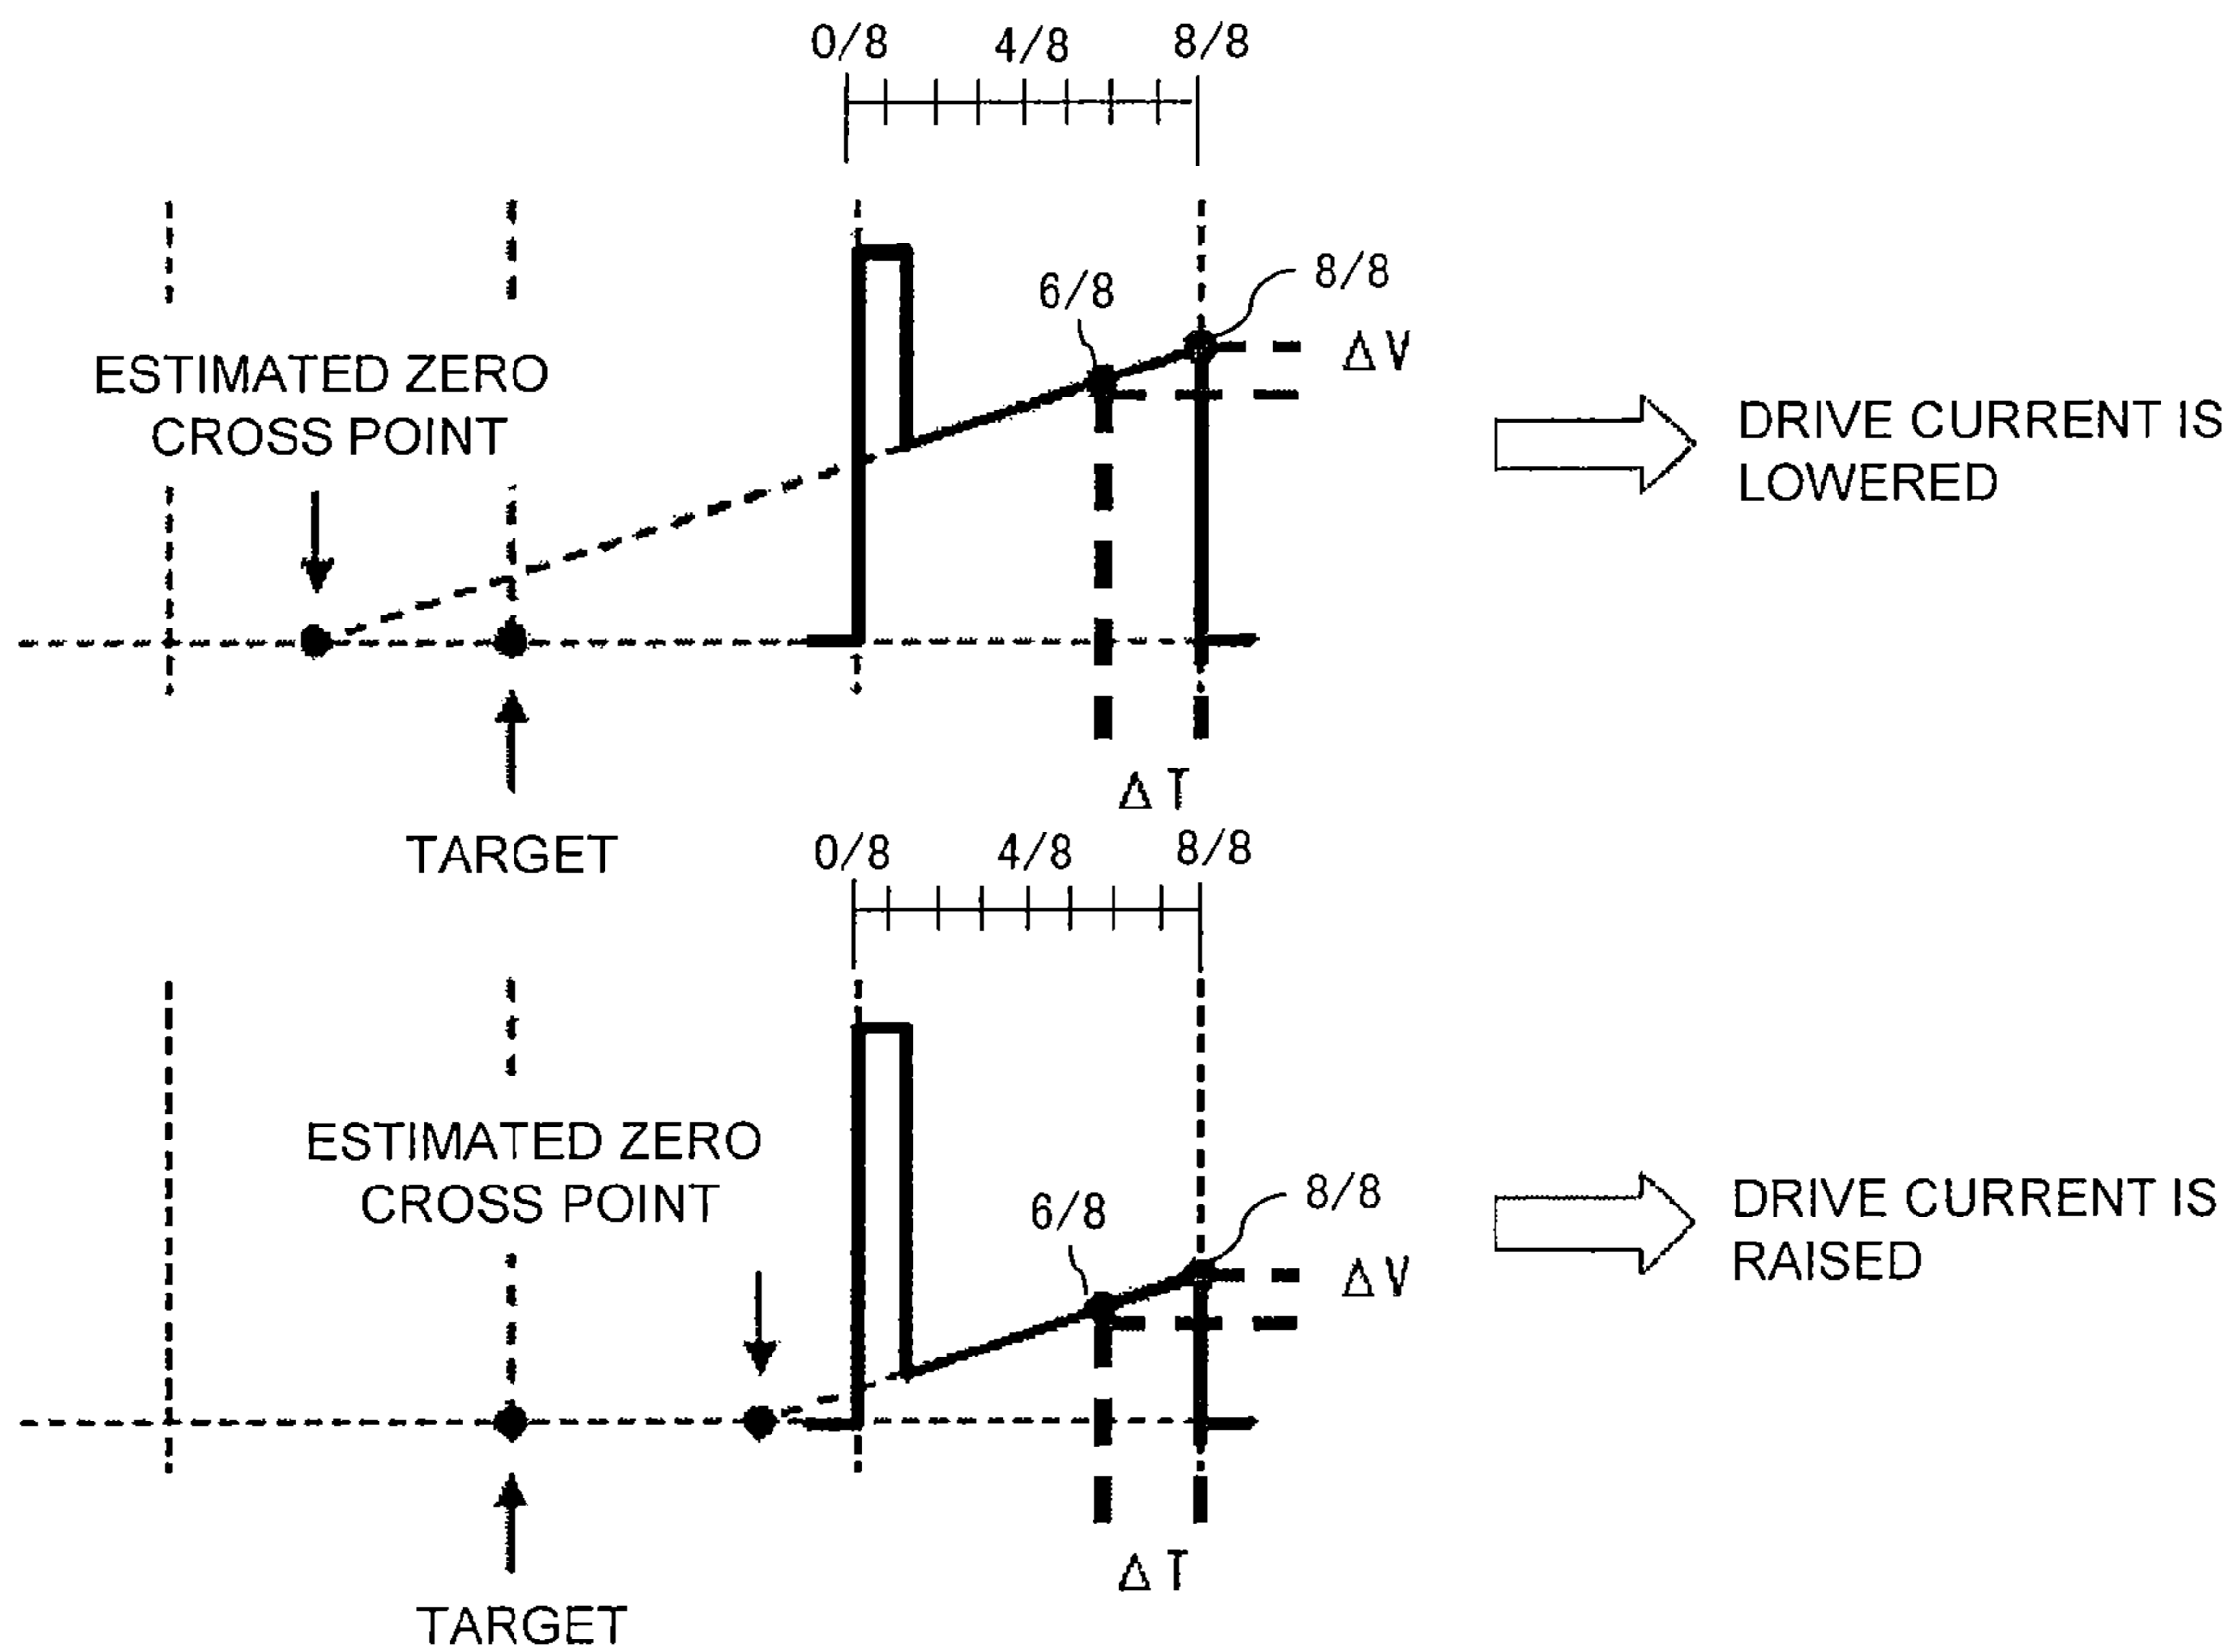 0/8 4/8 8/8
6/8
8/8
ΔV
ESTIMATED ZERO
CROSS POINT
DRIVE CURRENT IS
LOWERED
ΔT
TARGET
0/8 4/8 8/8
ESTIMATED ZERO
CROSS POINT
6/8
8/8
ΔV
DRIVE CURRENT IS
RAISED
ΔT
TARGET